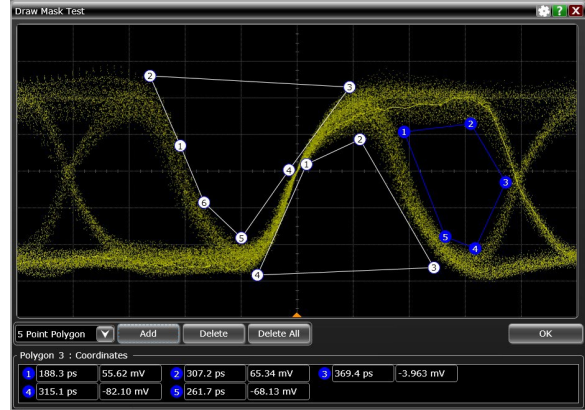 Draw Mask Test
?
X
2
3
1
6
5
4
1
2
3
4
1
2
3
4
5
5 Point Polygon
Add
Delete
Delete All
OK
Polygon 3 : Coordinates
1 188.3 ps 55.62 mV 2 307.2 ps 65.34 mV 3 369.4 ps -3.963 mV
4 315.1 ps -82.10 mV 5 261.7 ps -68.13 mV